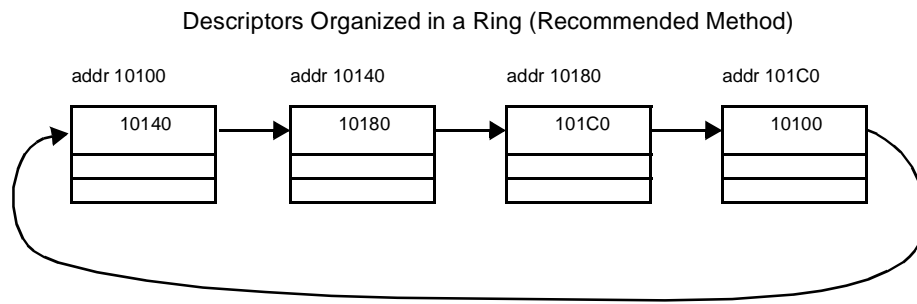 Descriptors Organized in a Ring (Recommended Method)
addr 10100 addr 10140 addr 10180 addr 101C0
10140 10180 101C0 10100